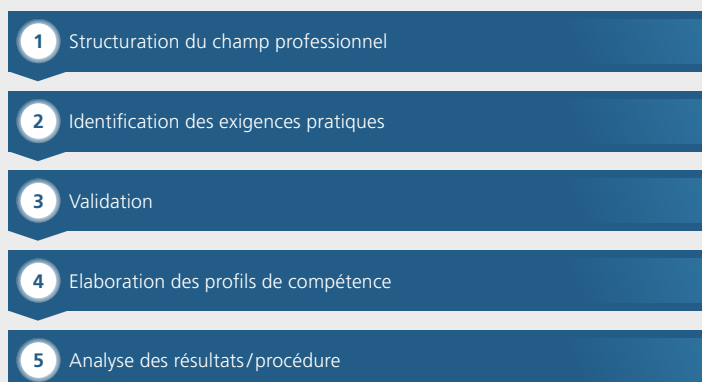 1 Structuration du champ professionnel
2 Identification des exigences pratiques
3 Validation
4 Elaboration des profils de compétence
5 Analyse des résultats/procédure